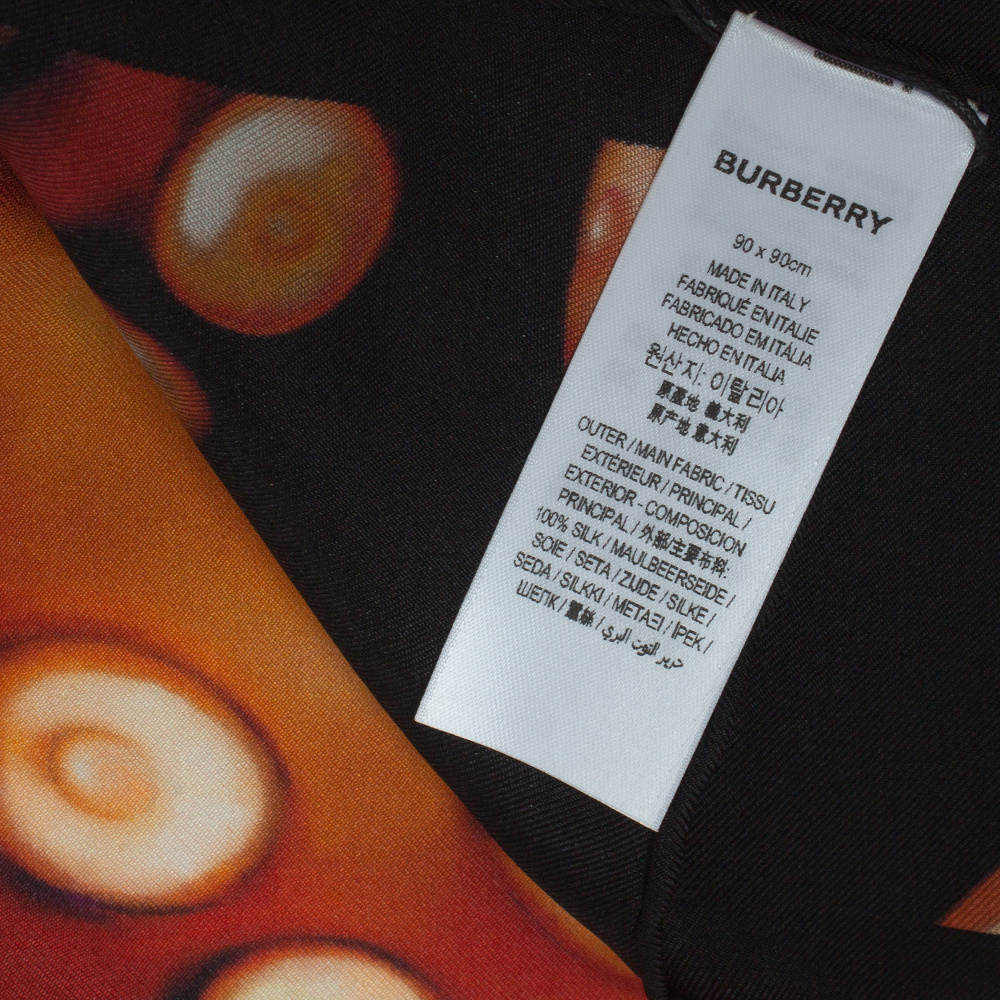 BURBERRY
90 x 90cm
MADE IN ITALY
FABRIQUÉ EN ITALIE
FABRICADO EM ITÁLIA
HECHO EN ITALIA
원산지: 이탈리아
原產地 義大利
原产地 意大利
OUTER / MAIN FABRIC / TISSU
EXTÉRIEUR / PRINCIPAL /
EXTERIOR - COMPOSICION
PRINCIPAL / 外部/主要布料:
100% SILK / MAULBEERSEIDE /
SOIE / SETA / ZIJDE / SILKE /
SEDA / SILKKI / ΜΕΤΑΞΙ / İPEK /
ШЕЛК / 蠶絲 / حرير التوت البري